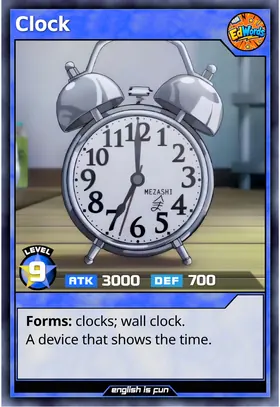 Clock
EdWords
12
11
1
10
2
9
3
8
4
7
5
6
MEZASHI
LEVEL
9
ATK 3000 DEF 700
Forms: clocks; wall clock.
A device that shows the time.
english is fun